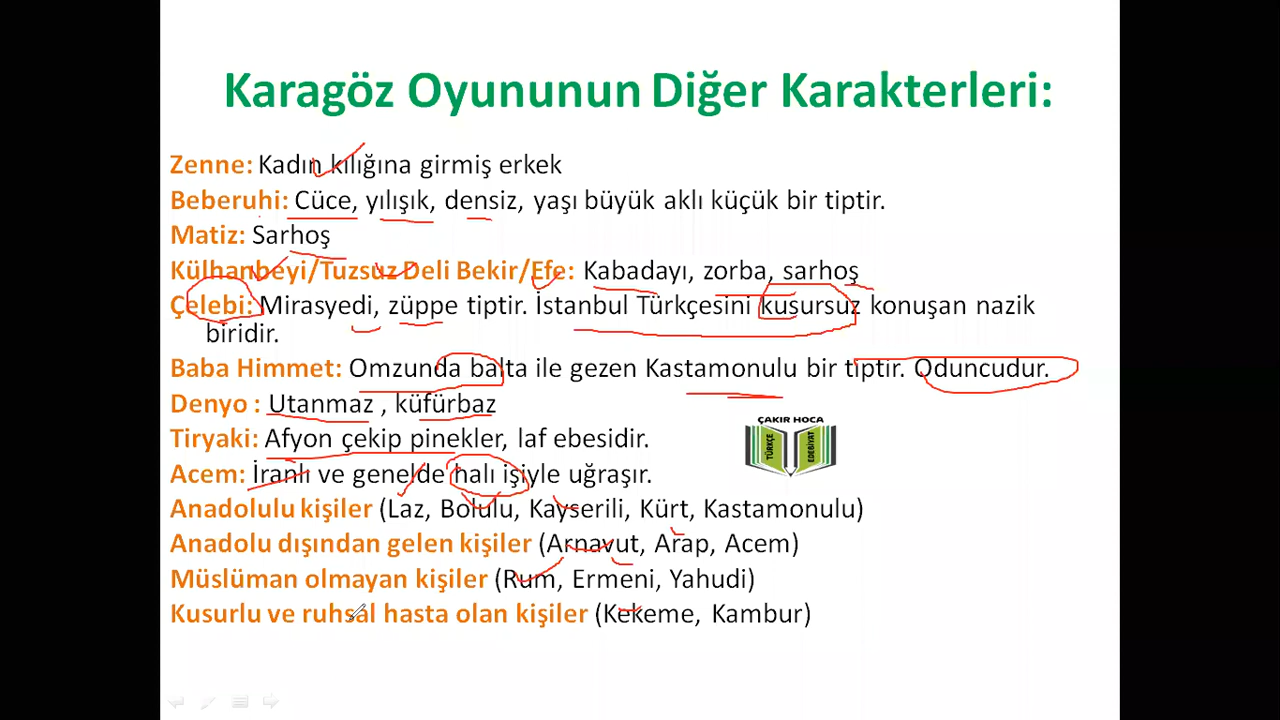 Karagöz Oyununun Diğer Karakterleri:
Zenne: Kadın kılığına girmiş erkek
Beberuhi: Cüce, yılışık, densiz, yaşı büyük aklı küçük bir tiptir.
Matiz: Sarhoş
Külhanbeyi/Tuzsuz Deli Bekir/Efe: Kabadayı, zorba, sarhoş
Çelebi: Mirasyedi, züppe tiptir. İstanbul Türkçesini kusursuz konuşan nazik
biridir.
Baba Himmet: Omzunda balta ile gezen Kastamonulu bir tiptir. Oduncudur.
Denyo : Utanmaz , küfürbaz
ÇAKIR HOCA
TÜRKÇE
EDEBİYAT
Tiryaki: Afyon çekip pinekler, laf ebesidir.
Acem: İranlı ve genelde halı işiyle uğraşır.
Anadolulu kişiler (Laz, Bolulu, Kayserili, Kürt, Kastamonulu)
Anadolu dışından gelen kişiler (Arnavut, Arap, Acem)
Müslüman olmayan kişiler (Rum, Ermeni, Yahudi)
Kusurlu ve ruhsal hasta olan kişiler (Kekeme, Kambur)